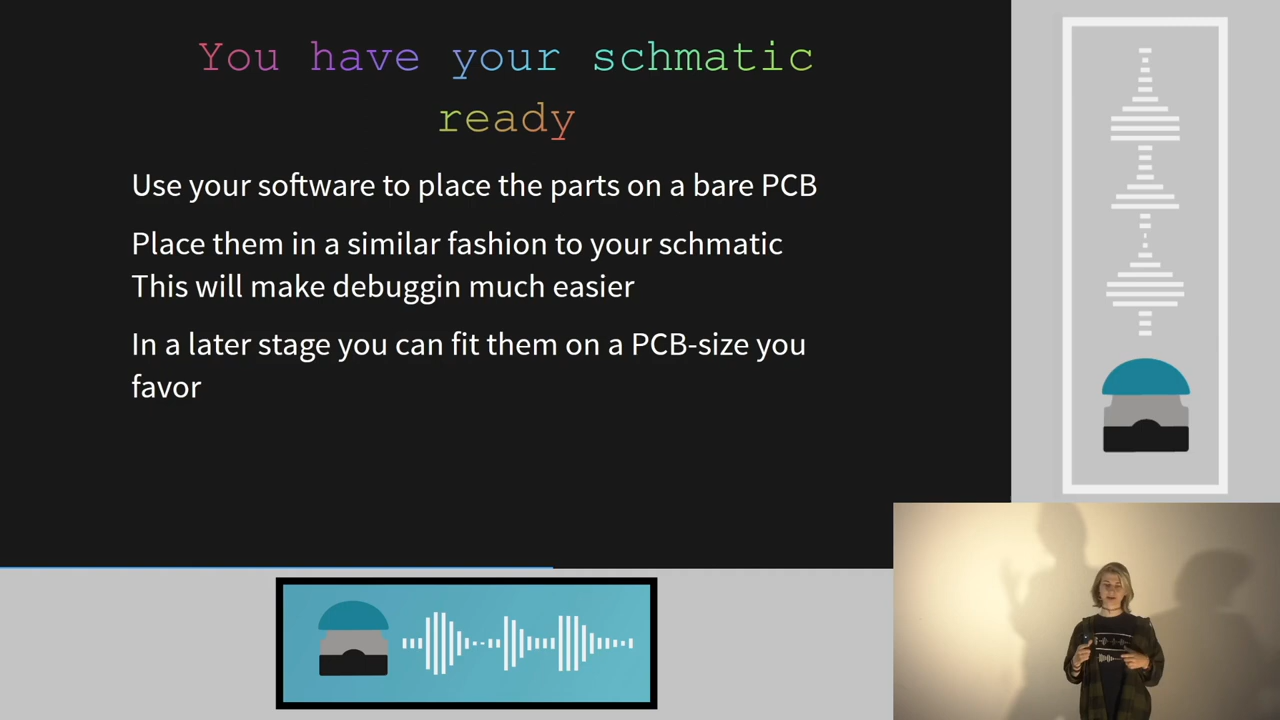 You have your schmatic
ready
Use your software to place the parts on a bare PCB
Place them in a similar fashion to your schmatic
This will make debuggin much easier
In a later stage you can fit them on a PCB-size you
favor